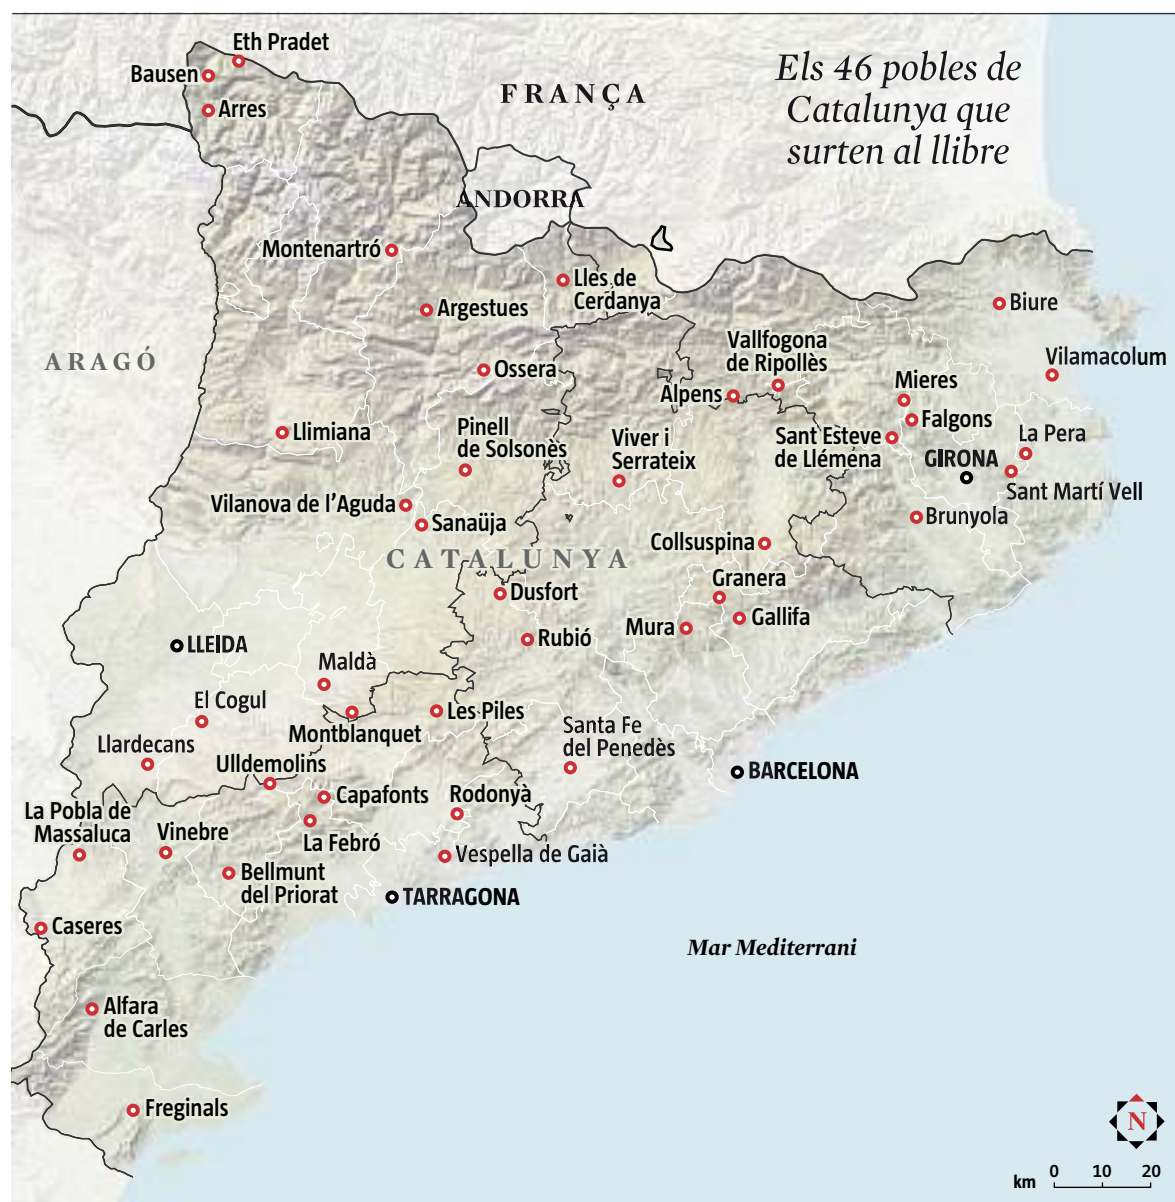 Els 46 pobles de
Catalunya que
surten al llibre
FRANÇA
ANDORRA
ARAGÓ
CATALUNYA
Eth Pradet
Bausen
Arres
Montenartró
Lles de
Cerdanya
Argestues
Biure
Ossera
Vallfogona
de Ripollès
Vilamacolum
Alpens
Mieres
Falgons
Llimiana
Pinell
de Solsonès
Viver i
Serrateix
Sant Esteve
de Llémena
La Pera
GIRONA
Sant Martí Vell
Vilanova de l'Aguda
Sanaüja
Brunyola
Collsuspina
Dusfort
Granera
Gallifa
Mura
Rubió
LLEIDA
Maldà
El Cogul
Montblanquet
Les Piles
Santa Fe
del Penedès
Llardecans
Ulldemolins
BARCELONA
Capafonts
Rodonyà
La Pobla de
Massaluca
Vinebre
La Febró
Vespella de Gaià
Bellmunt
del Priorat
TARRAGONA
Caseres
Mar Mediterrani
Alfara
de Carles
Freginals
N
km 0 10 20